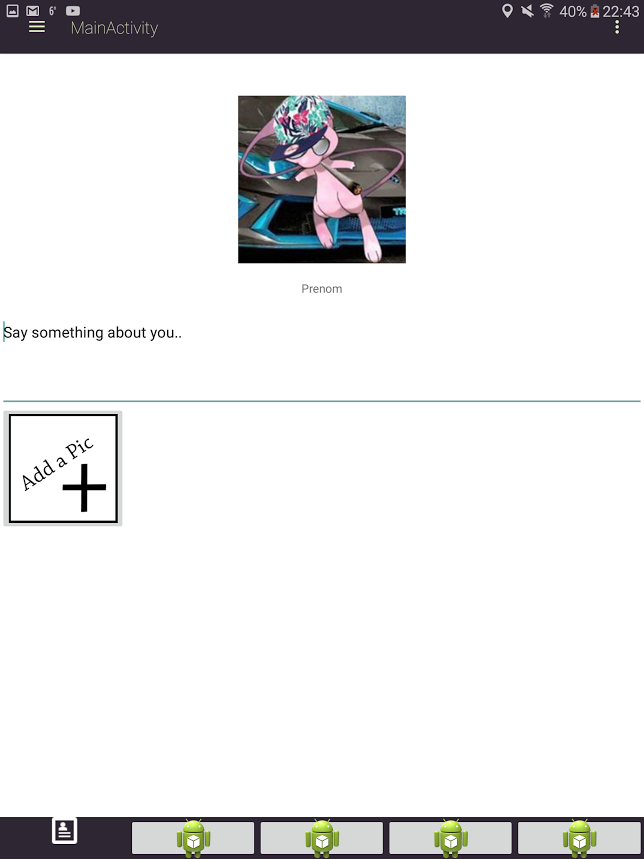 6'
40%
22:43
MainActivity
Prenom
Say something about you..
Add a Pic